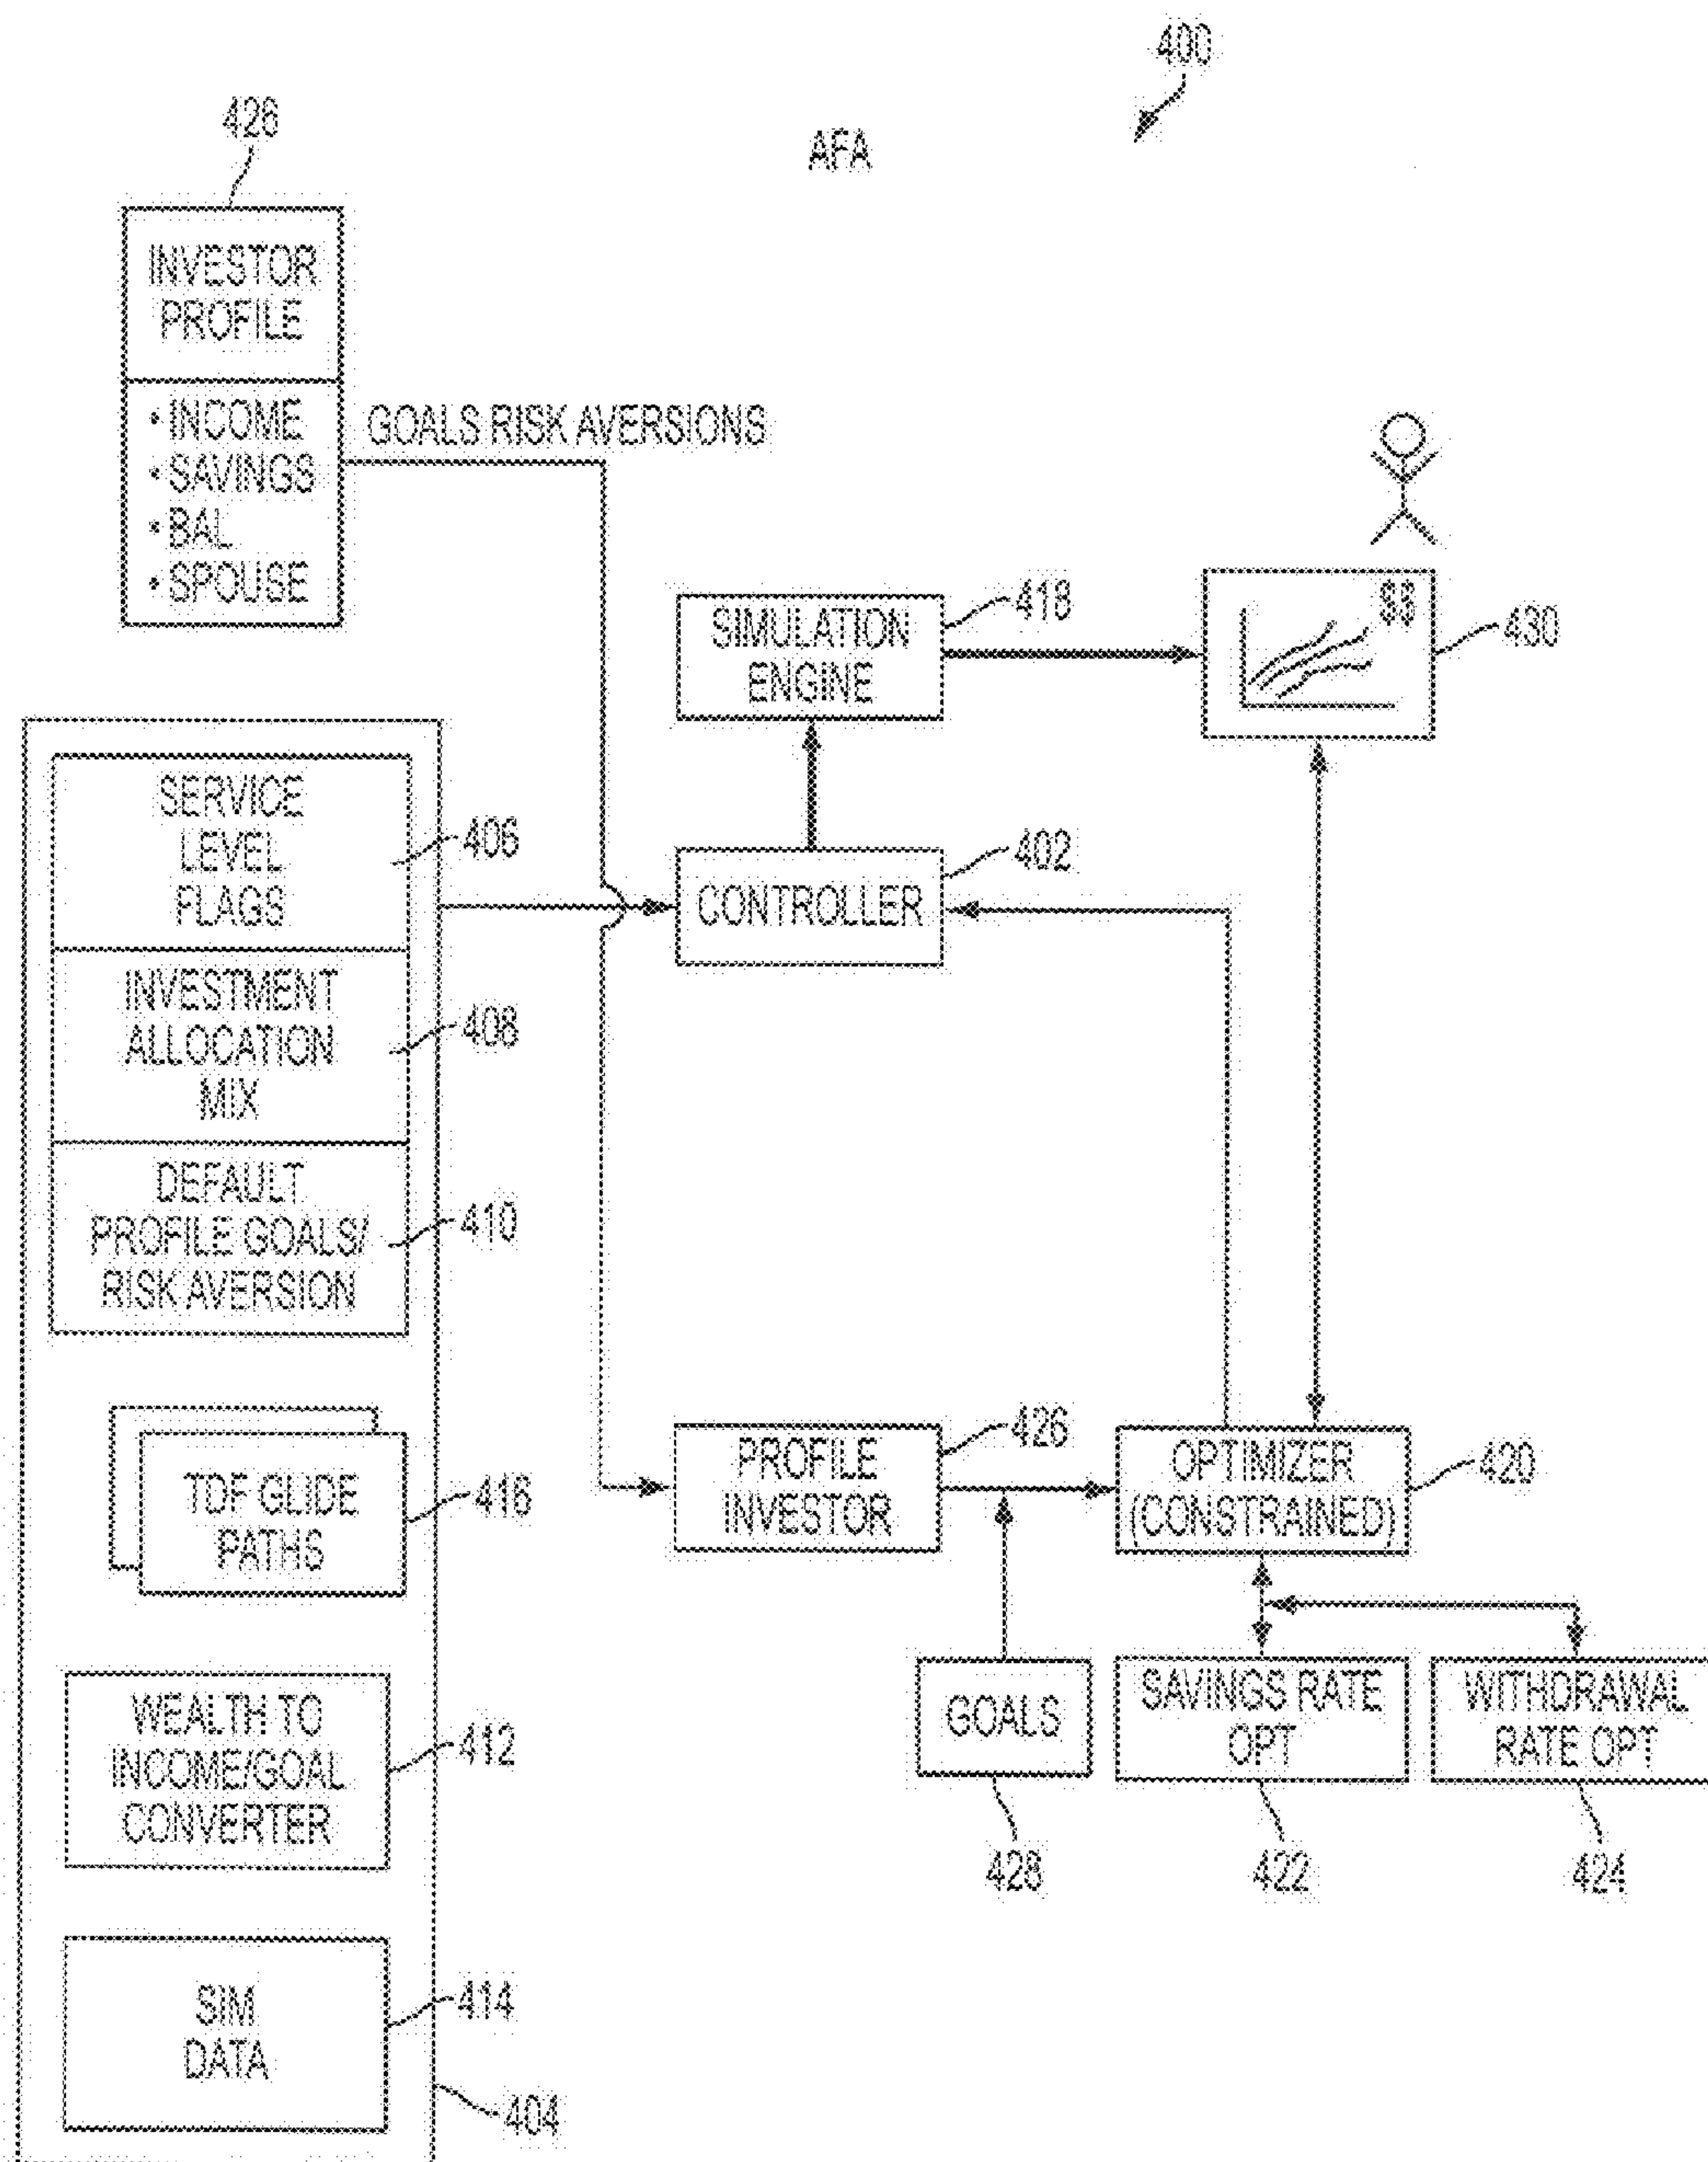 400
AFA
426
INVESTOR
PROFILE
• INCOME
• SAVINGS
• BAL
• SPOUSE
GOALS RISK AVERSIONS
SIMULATION
ENGINE
418
$$
430
SERVICE
LEVEL
FLAGS
406
CONTROLLER
402
INVESTMENT
ALLOCATION
MIX
408
DEFAULT
PROFILE GOALS/
RISK AVERSION
410
TDF GLIDE
PATHS
416
PROFILE
INVESTOR
426
OPTIMIZER
(CONSTRAINED)
420
WEALTH TO
INCOME/GOAL
CONVERTER
412
GOALS
428
SAVINGS RATE
OPT
422
WITHDRAWAL
RATE OPT
424
SIM
DATA
414
404